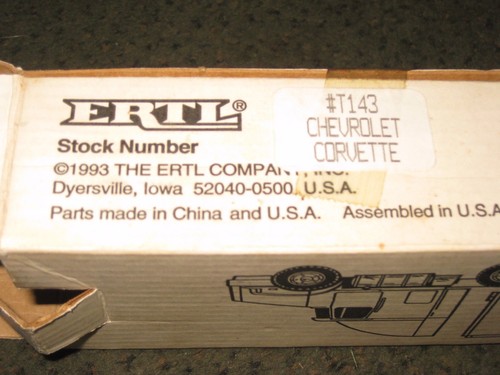 ERTL®
#T143
CHEVROLET
CORVETTE
Stock Number
©1993 THE ERTL COMPANY, INC.
Dyersville, Iowa 52040-0500, U.S.A.
Parts made in China and U.S.A. Assembled in U.S.A